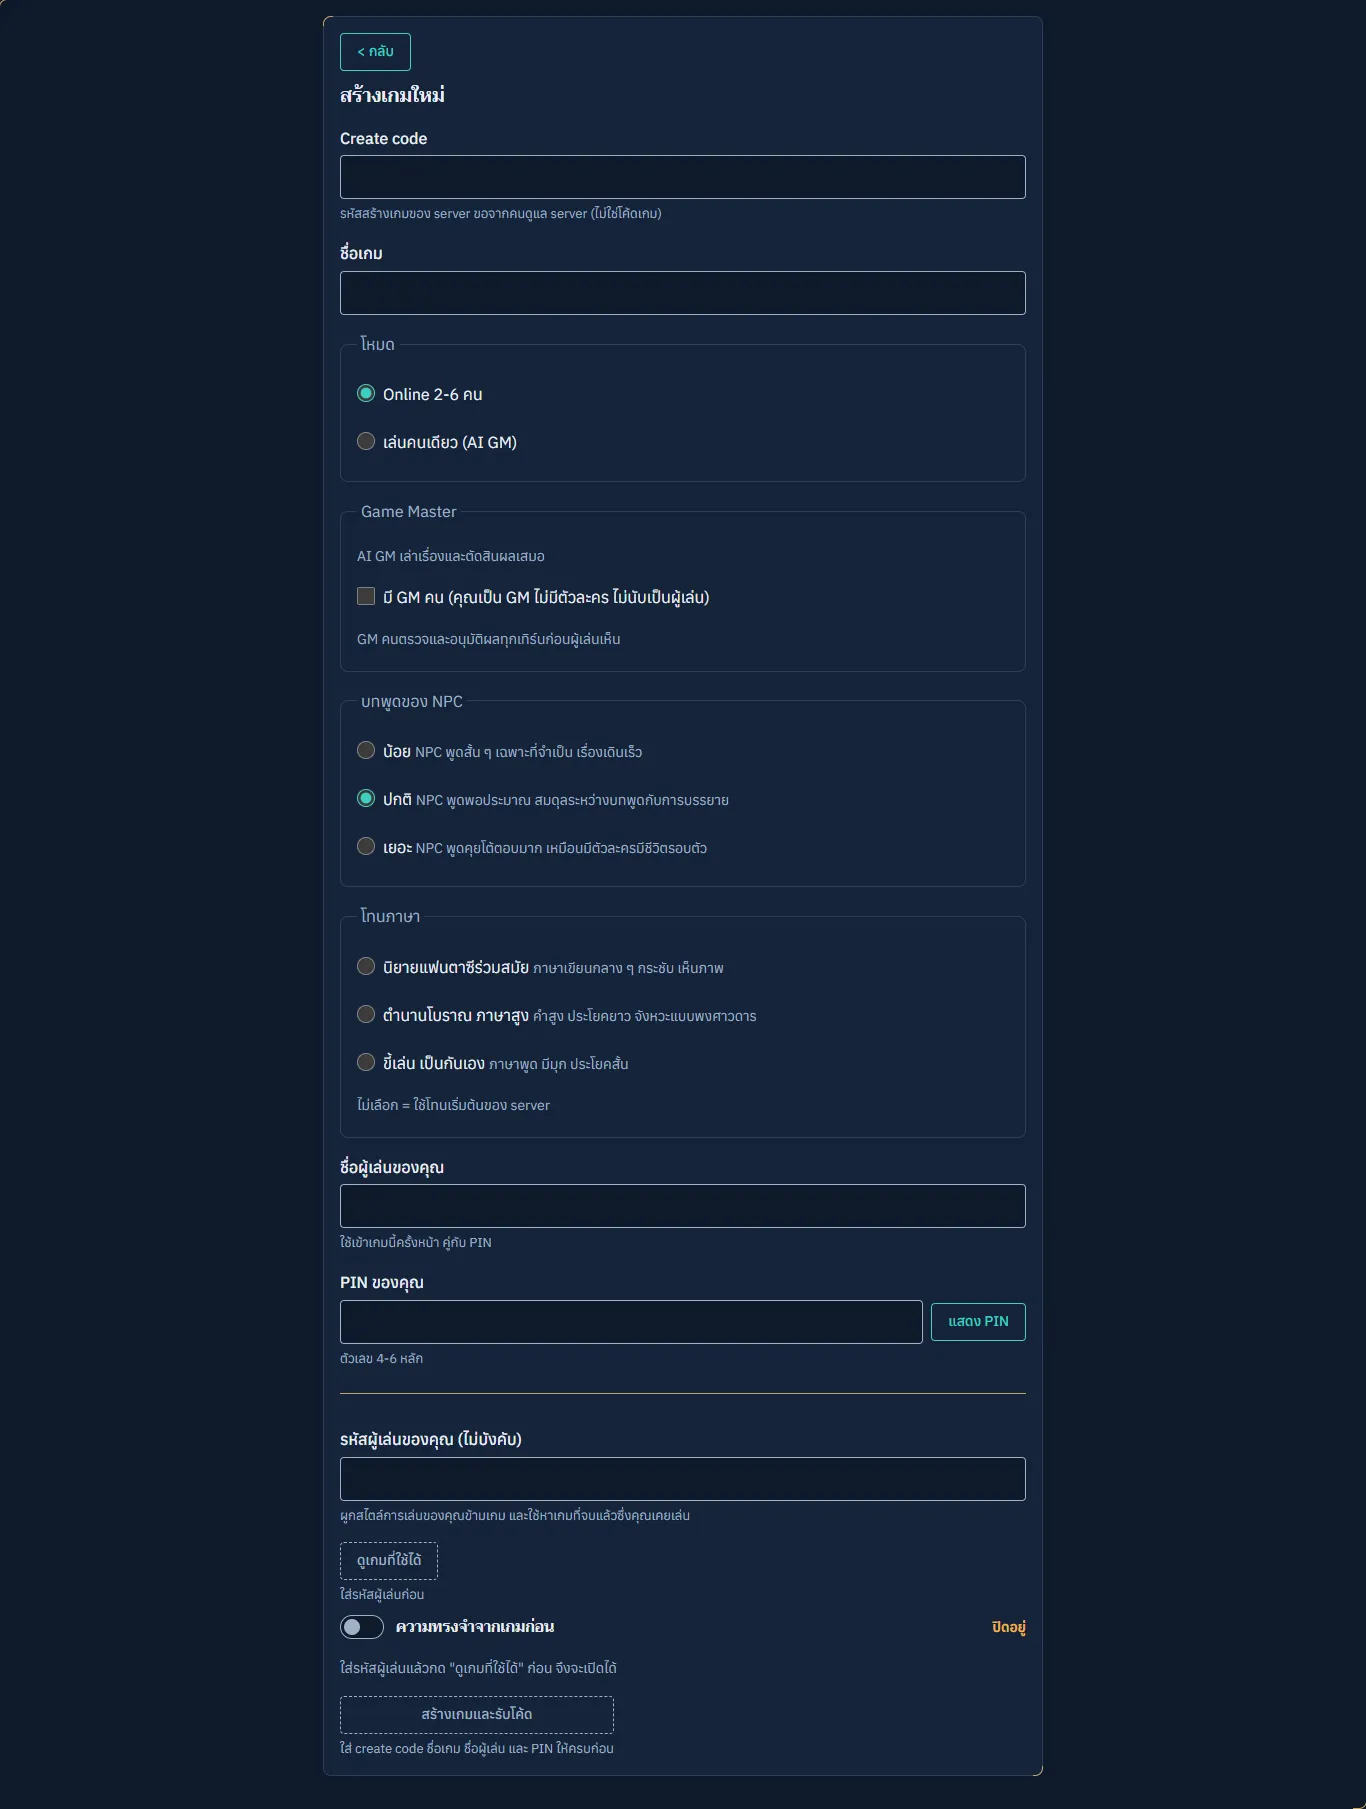 < กลับ
สร้างเกมใหม่
Create code
รหัสสร้างเกมของ server ขอจากคนดูแล server (ไม่ใช่โค้ดเกม)
ชื่อเกม
โหมด
Online 2-6 คน
เล่นคนเดียว (AI GM)
Game Master
AI GM เล่าเรื่องและตัดสินผลเสมอ
มี GM คน (คุณเป็น GM ไม่มีตัวละคร ไม่นับเป็นผู้เล่น)
GM คนตรวจและอนุมัติผลทุกเทิร์นก่อนผู้เล่นเห็น
บทพูดของ NPC
น้อย NPC พูดสั้น ๆ เฉพาะที่จำเป็น เรื่องเดินเร็ว
ปกติ NPC พูดพอประมาณ สมดุลระหว่างบทพูดกับการบรรยาย
เยอะ NPC พูดคุยโต้ตอบมาก เหมือนมีตัวละครมีชีวิตรอบตัว
โทนภาษา
นิยายแฟนตาซีร่วมสมัย ภาษาเขียนกลาง ๆ กระชับ เห็นภาพ
ตำนานโบราณ ภาษาสูง คำสูง ประโยคยาว จังหวะแบบพงศาวดาร
ขี้เล่น เป็นกันเอง ภาษาพูด มีมุก ประโยคสั้น
ไม่เลือก = ใช้โทนเริ่มต้นของ server
ชื่อผู้เล่นของคุณ
ใช้เข้าเกมนี้ครั้งหน้า คู่กับ PIN
PIN ของคุณ
แสดง PIN
ตัวเลข 4-6 หลัก
รหัสผู้เล่นของคุณ (ไม่บังคับ)
ผูกสไตล์การเล่นของคุณข้ามเกม และใช้หาเกมที่จบแล้วซึ่งคุณเคยเล่น
ดูเกมที่ใช้ได้
ใส่รหัสผู้เล่นก่อน
ความทรงจำจากเกมก่อน
ปิดอยู่
ใส่รหัสผู้เล่นแล้วกด "ดูเกมที่ใช้ได้" ก่อน จึงจะเปิดได้
สร้างเกมและรับโค้ด
ใส่ create code ชื่อเกม ชื่อผู้เล่น และ PIN ให้ครบก่อน